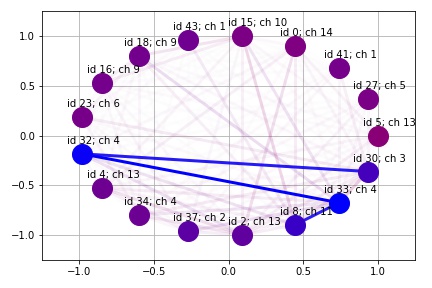 id 43; ch 1
id 15; ch 10
id 18; ch 9
id 0; ch 14
id 16; ch 9
id 41; ch 1
id 23; ch 6
id 27; ch 5
id 32; ch 4
id 5; ch 13
id 4; ch 13
id 30; ch 3
id 34; ch 4
id 33; ch 4
id 37; ch 2
id 2; ch 13
id 8; ch 11
1.0
0.5
0.0
−0.5
−1.0
−1.0
−0.5
0.0
0.5
1.0